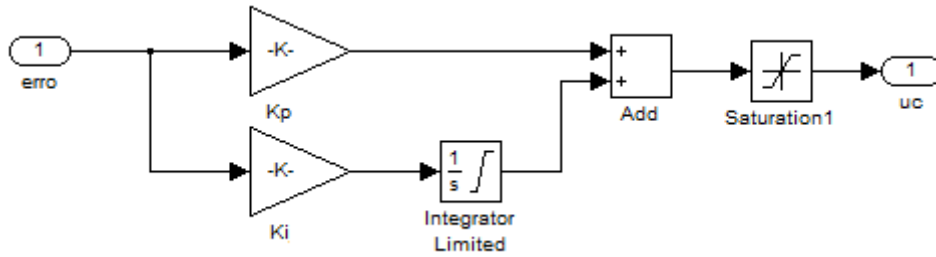 1
erro
-K-
Kp
-K-
Ki
1
s
Integrator
Limited
+
+
Add
Saturation1
1
uc